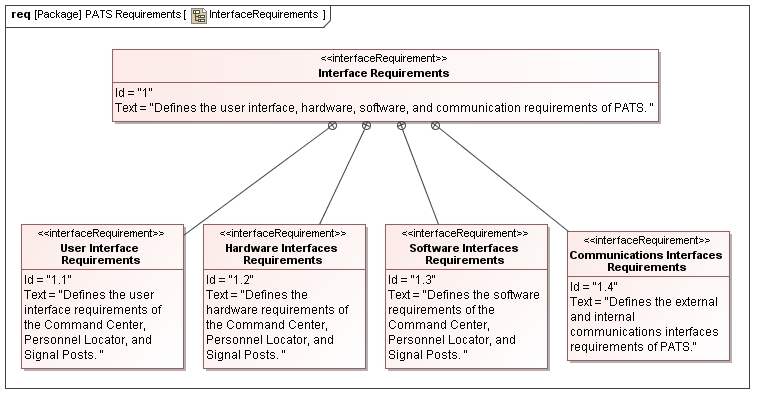 req [Package] PATS Requirements [ InterfaceRequirements ]
<<interfaceRequirement>>
Interface Requirements
Id = "1"
Text = "Defines the user interface, hardware, software, and communication requirements of PATS. "
<<interfaceRequirement>>
User Interface
Requirements
Id = "1.1"
Text = "Defines the user
interface requirements of
the Command Center,
Personnel Locator, and
Signal Posts. "
<<interfaceRequirement>>
Hardware Interfaces
Requirements
Id = "1.2"
Text = "Defines the
hardware requirements of
the Command Center,
Personnel Locator, and
Signal Posts. "
<<interfaceRequirement>>
Software Interfaces
Requirements
Id = "1.3"
Text = "Defines the software
requirements of the
Command Center,
Personnel Locator, and
Signal Posts. "
<<interfaceRequirement>>
Communications Interfaces
Requirements
Id = "1.4"
Text = "Defines the external
and internal
communications interfaces
requirements of PATS."